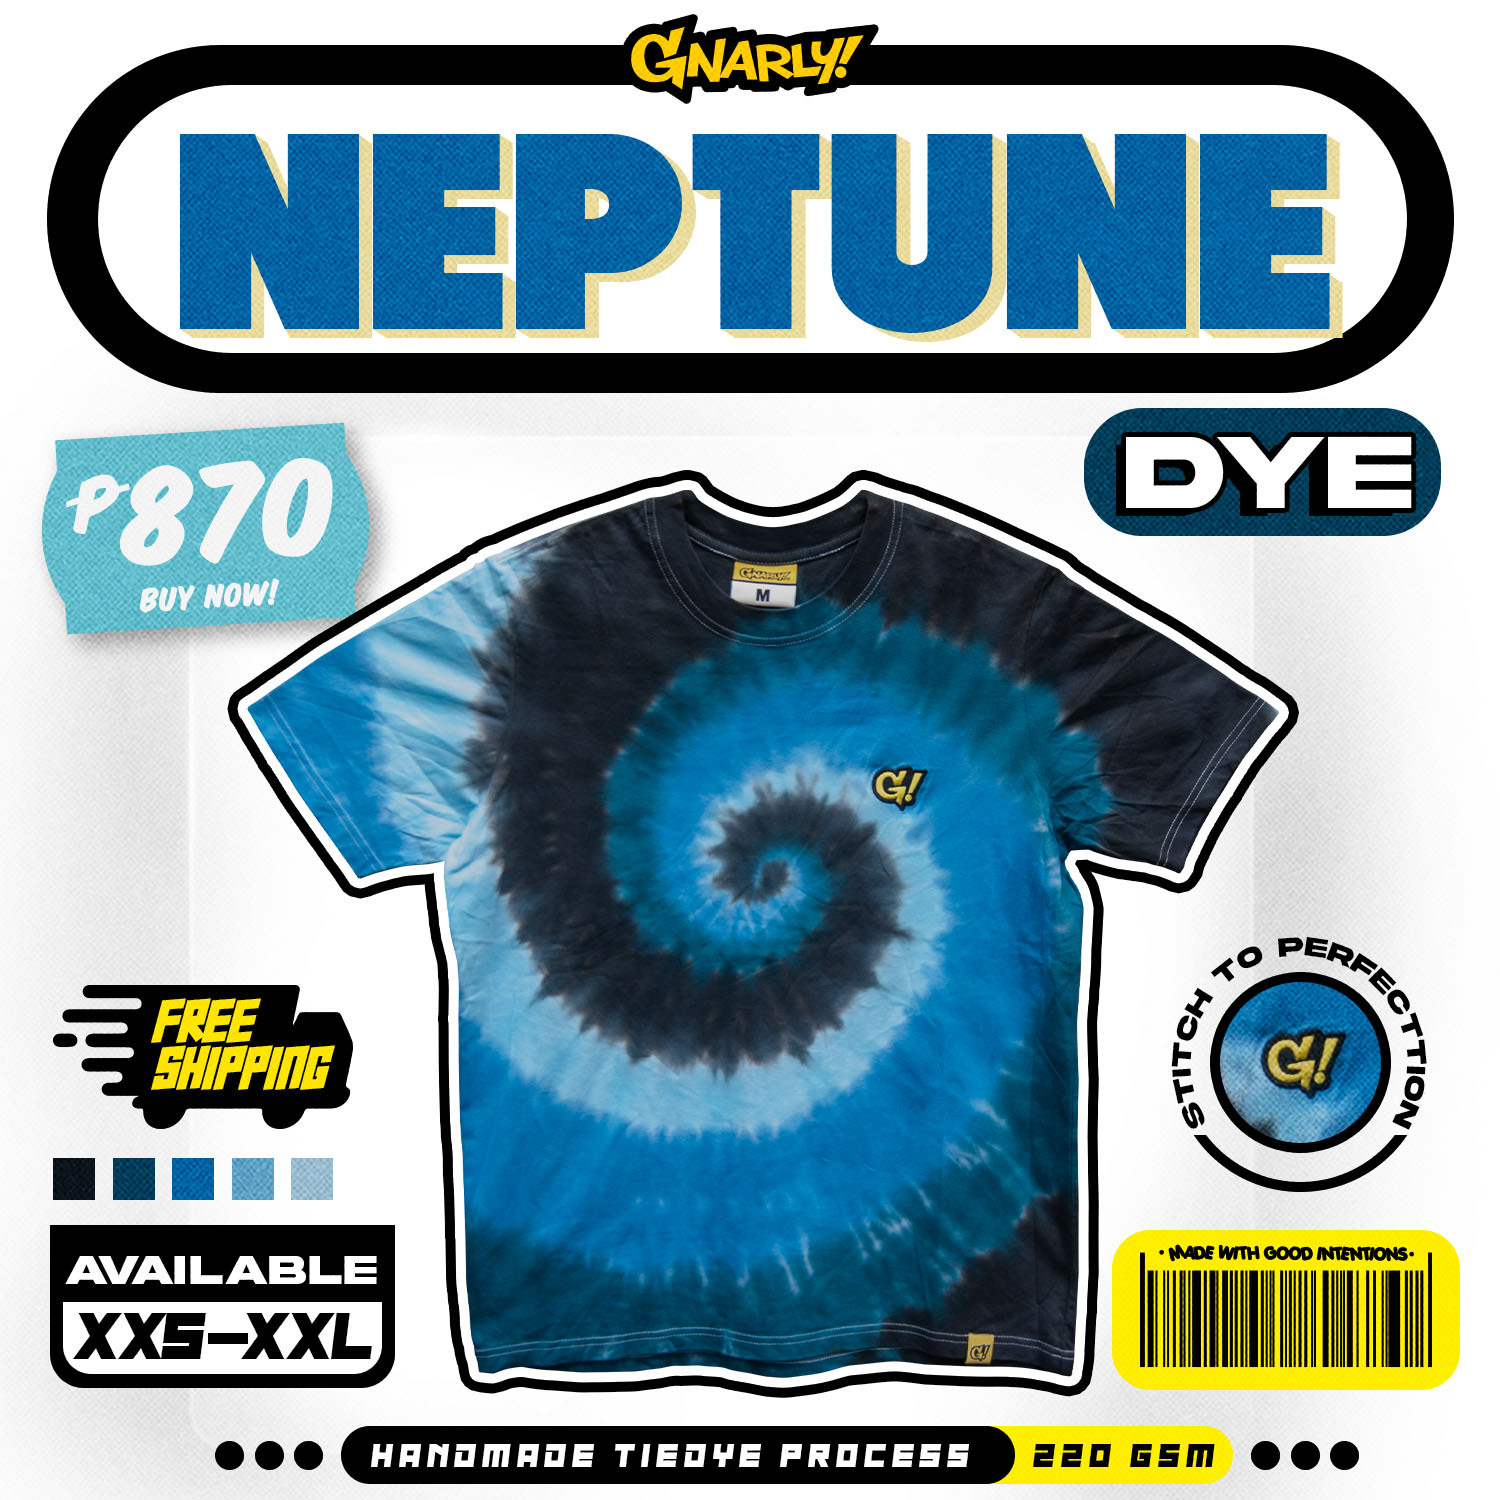 GNARLY!
NEPTUNE
DYE
₱870
BUY NOW!
GNARLY!
M
G!
FREE
SHIPPING
STITCH TO PERFECTTION
G!
AVAILABLE
XXS-XXL
· MADE WITH GOOD INTENTIONS ·
G!
HANDMADE TIEDYE PROCESS
220 GSM